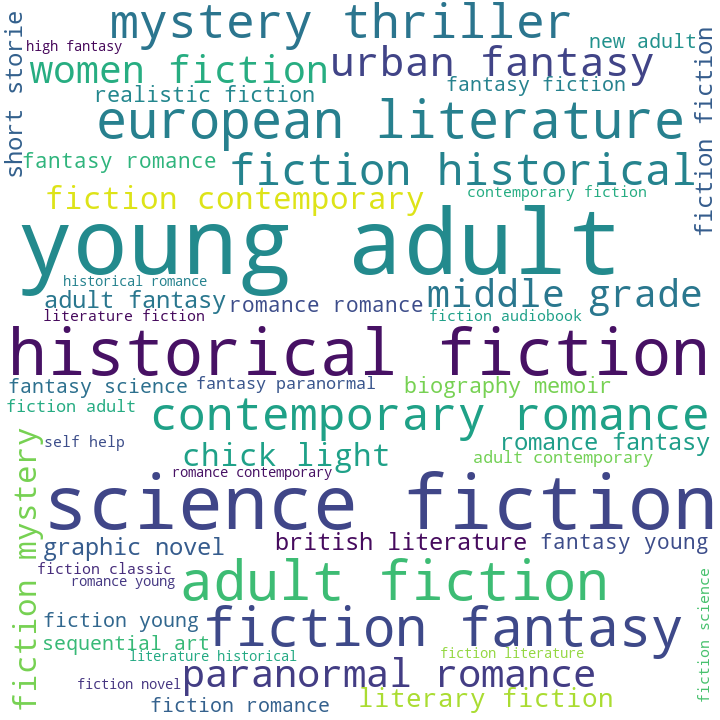 mystery thriller
short storie
high fantasy
new adult
women fiction
urban fantasy
fiction fiction
realistic fiction
fantasy fiction
european literature
fantasy romance
fiction historical
fiction contemporary
contemporary fiction
young adult
historical romance
adult fantasy
romance romance
middle grade
literature fiction
fiction audiobook
historical fiction
fantasy science
fantasy paranormal
biography memoir
fiction adult
contemporary romance
self help
chick light
romance fantasy
adult contemporary
romance contemporary
science fiction
fiction mystery
graphic novel
british literature
fantasy young
fiction classic
romance young
adult fiction
fiction science
fiction young
fiction fantasy
sequential art
literature historical
fiction literature
paranormal romance
fiction novel
fiction romance
literary fiction